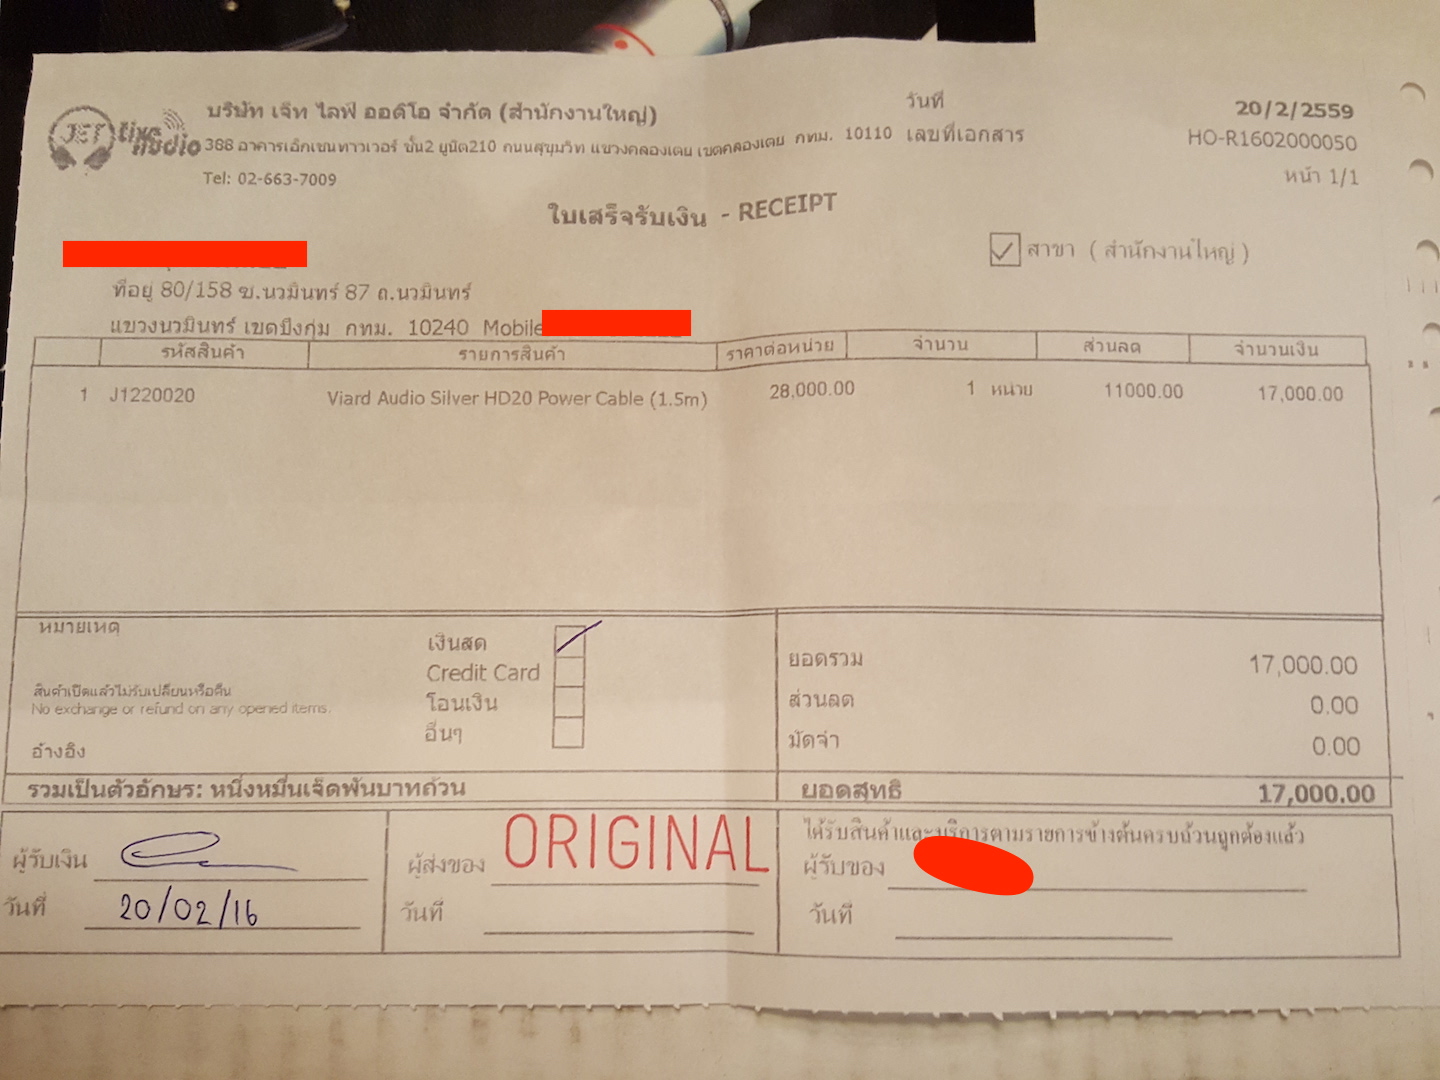 JET Live Audio
บริษัท เจ็ท ไลฟ์ ออดิโอ จำกัด (สำนักงานใหญ่)
388 อาคารเอ็กเชนทาวเวอร์ ชั้น2 ยูนิต210 ถนนสุขุมวิท แขวงคลองเตย เขตคลองเตย กทม. 10110
Tel: 02-663-7009
วันที่ 20/2/2559
เลขที่เอกสาร HO-R1602000050
หน้า 1/1
ใบเสร็จรับเงิน - RECEIPT
สาขา ( สำนักงานใหญ่ )
ที่อยู่ 80/158 ซ.นวมินทร์ 87 ถ.นวมินทร์
แขวงนวมินทร์ เขตบึงกุ่ม กทม. 10240 Mobile
รหัสสินค้า รายการสินค้า ราคาต่อหน่วย จำนวน ส่วนลด จำนวนเงิน
1 J1220020 Viard Audio Silver HD20 Power Cable (1.5m) 28,000.00 1 หน่วย 11000.00 17,000.00
หมายเหตุ
เงินสด
Credit Card
โอนเงิน
อื่นๆ
สินค้าเปิดแล้วไม่รับเปลี่ยนหรือคืน
No exchange or refund on any opened items.
อ้างอิง
ยอดรวม 17,000.00
ส่วนลด 0.00
มัดจำ 0.00
รวมเป็นตัวอักษร: หนึ่งหมื่นเจ็ดพันบาทถ้วน
ยอดสุทธิ 17,000.00
ผู้รับเงิน
วันที่ 20/02/16
ORIGINAL
ผู้ส่งของ
วันที่
ได้รับสินค้าและบริการตามรายการข้างต้นครบถ้วนถูกต้องแล้ว
ผู้รับของ
วันที่